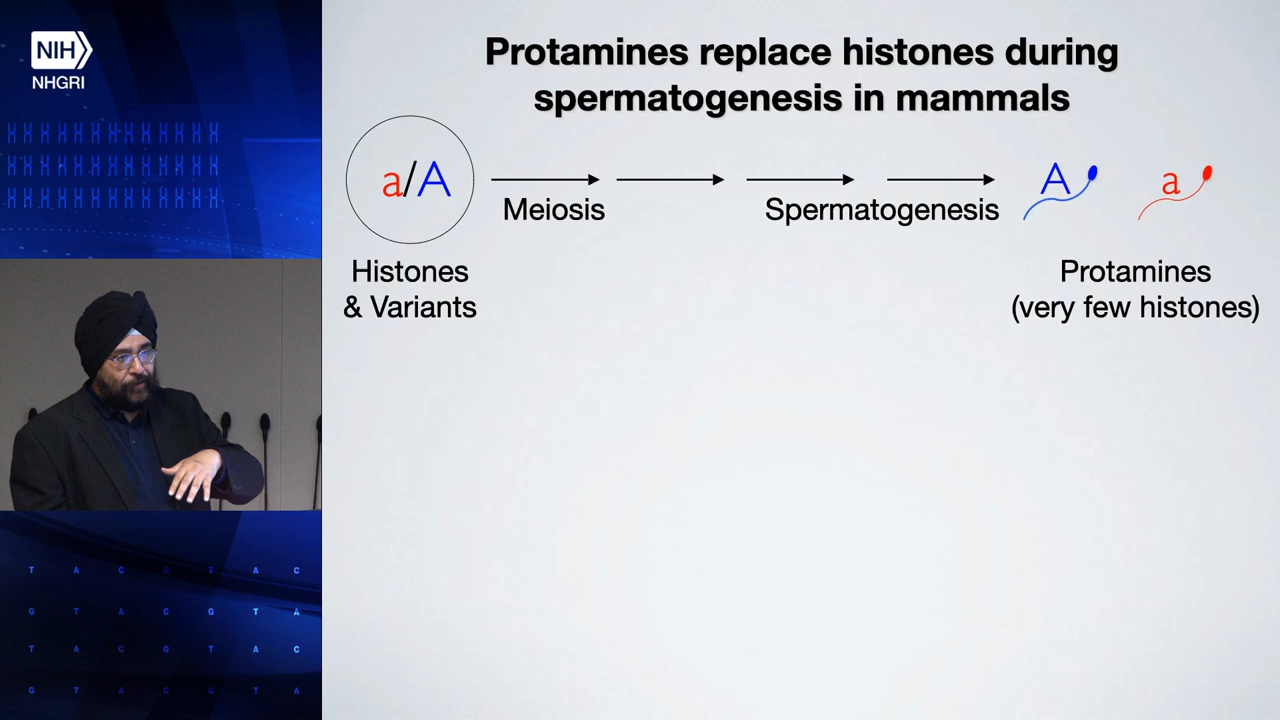 NIH
NHGRI
Protamines replace histones during
spermatogenesis in mammals
a/A
Meiosis
Spermatogenesis
A
a
Histones
& Variants
Protamines
(very few histones)
T A C G T A C
G T A C G T A
T A C G T A C
G T A C G T A